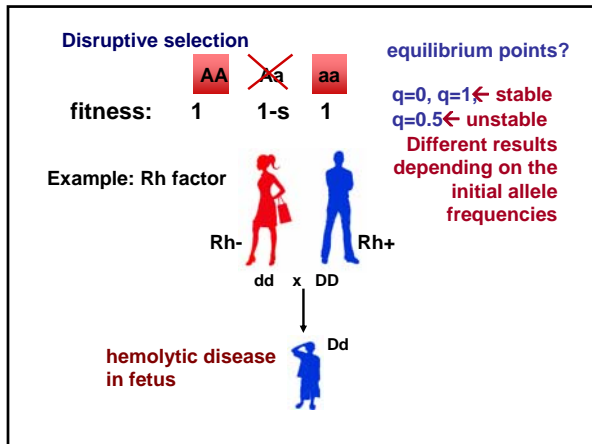 Disruptive selection
AA Aa aa
fitness: 1 1-s 1
equilibrium points?
q=0, q=1,← stable
q=0.5← unstable
Different results
depending on the
initial allele
frequencies
Example: Rh factor
Rh- Rh+
dd x DD
Dd
hemolytic disease
in fetus